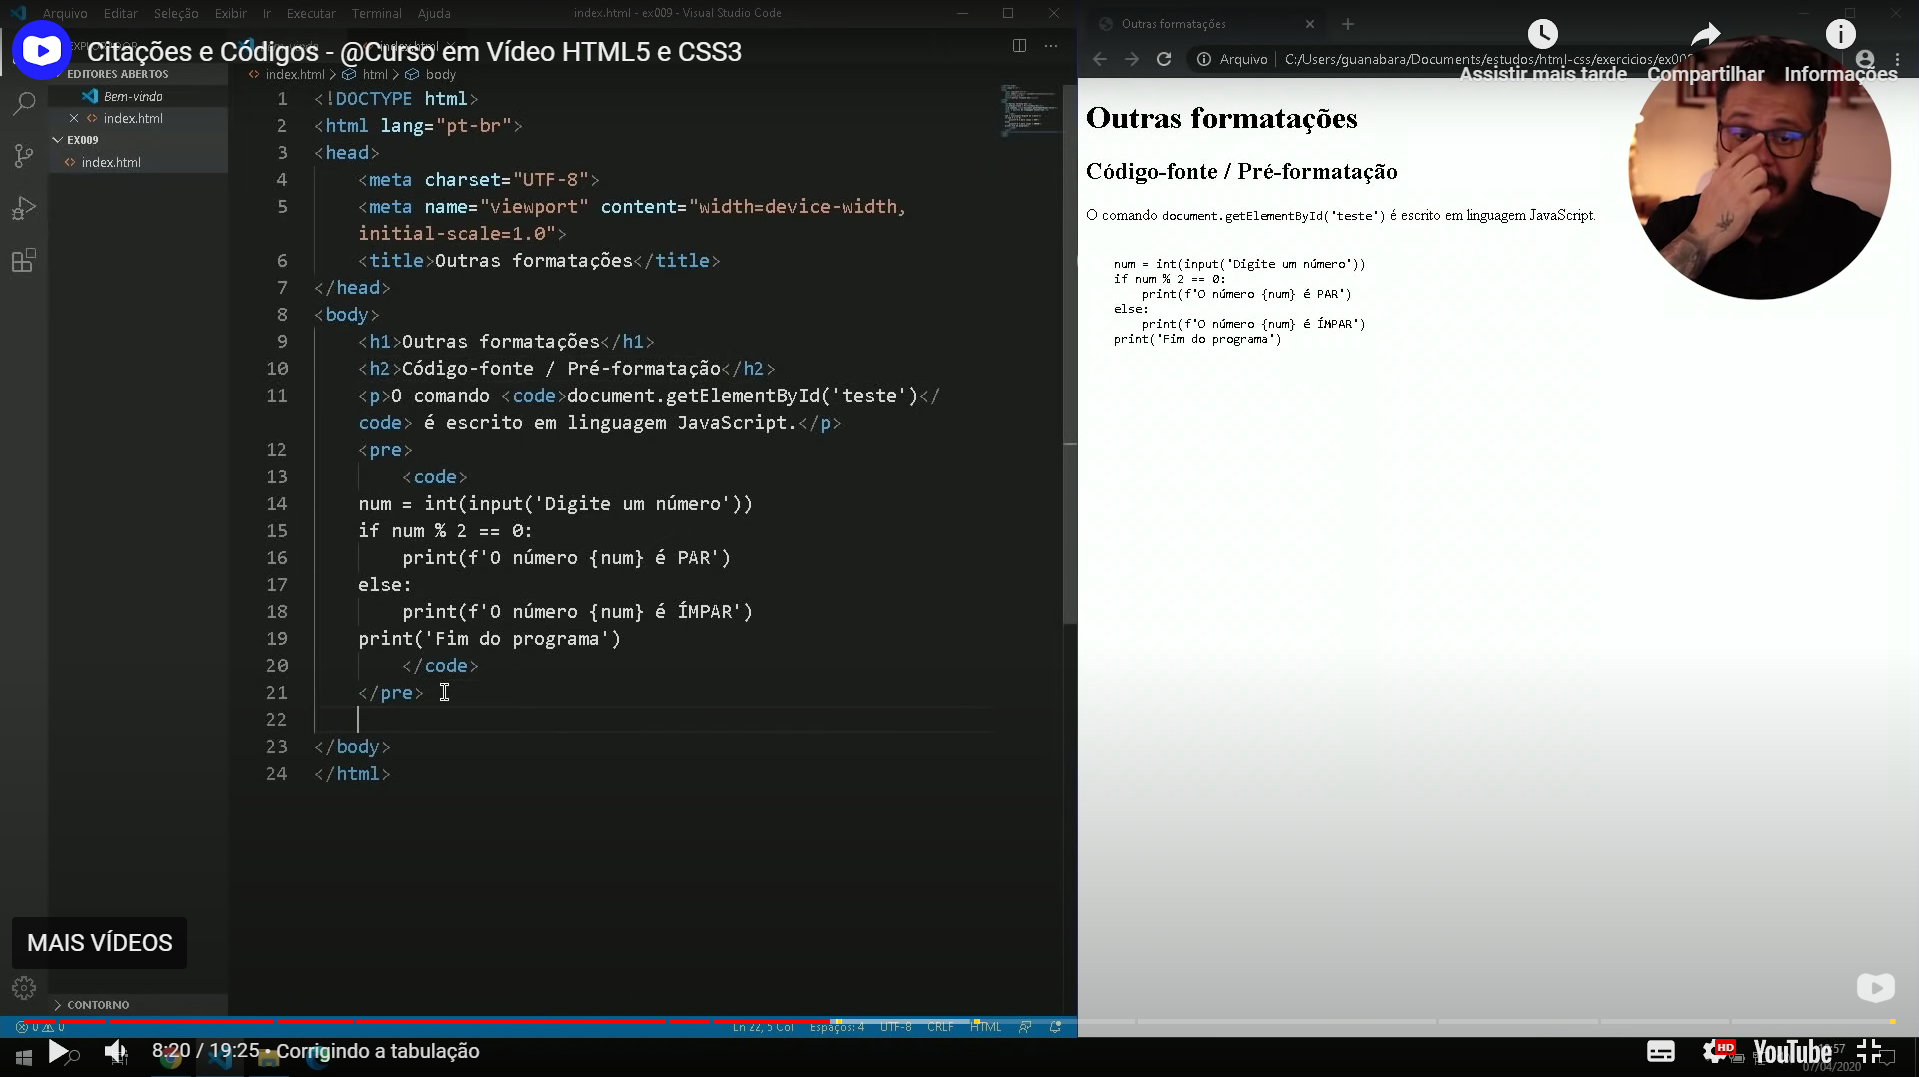 Arquivo Editar Seleção Exibir Ir Executar Terminal Ajuda
index.html - ex009 - Visual Studio Code
Citações e Códigos - @Curso em Vídeo HTML5 e CSS3
EDITORES ABERTOS
Bem-vindo
index.html
EX009
index.html
index.html > html > body
1 <!DOCTYPE html>
2 <html lang="pt-br">
3 <head>
4 <meta charset="UTF-8">
5 <meta name="viewport" content="width=device-width,
initial-scale=1.0">
6 <title>Outras formatações</title>
7 </head>
8 <body>
9 <h1>Outras formatações</h1>
10 <h2>Código-fonte / Pré-formatação</h2>
11 <p>O comando <code>document.getElementById('teste')</
code> é escrito em linguagem JavaScript.</p>
12 <pre>
13 <code>
14 num = int(input('Digite um número'))
15 if num % 2 == 0:
16 print(f'O número {num} é PAR')
17 else:
18 print(f'O número {num} é ÍMPAR')
19 print('Fim do programa')
20 </code>
21 </pre>
22
23 </body>
24 </html>
MAIS VÍDEOS
CONTORNO
0 0
Ln 22, 5 Col Espaços: 4 UTF-8 CRLF HTML
Outras formatações
Arquivo C:/Users/guanabara/Documents/estudos/html-css/exercicios/ex00
Assistir mais tarde Compartilhar Informações
Outras formatações
Código-fonte / Pré-formatação
O comando document.getElementById('teste') é escrito em linguagem JavaScript.
num = int(input('Digite um número'))
if num % 2 == 0:
print(f'O número {num} é PAR')
else:
print(f'O número {num} é ÍMPAR')
print('Fim do programa')
8:20 / 19:25 • Corrigindo a tabulação
HD
YouTube
07/04/2020